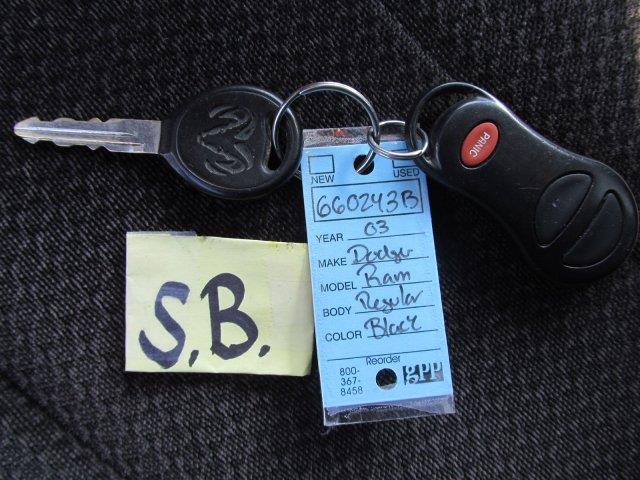 PANIC
NEW USED
660243B
YEAR 03
MAKE Dodge
MODEL Ram
BODY Regular
COLOR Black
Reorder
800-
367-
8458
gpp
S.B.